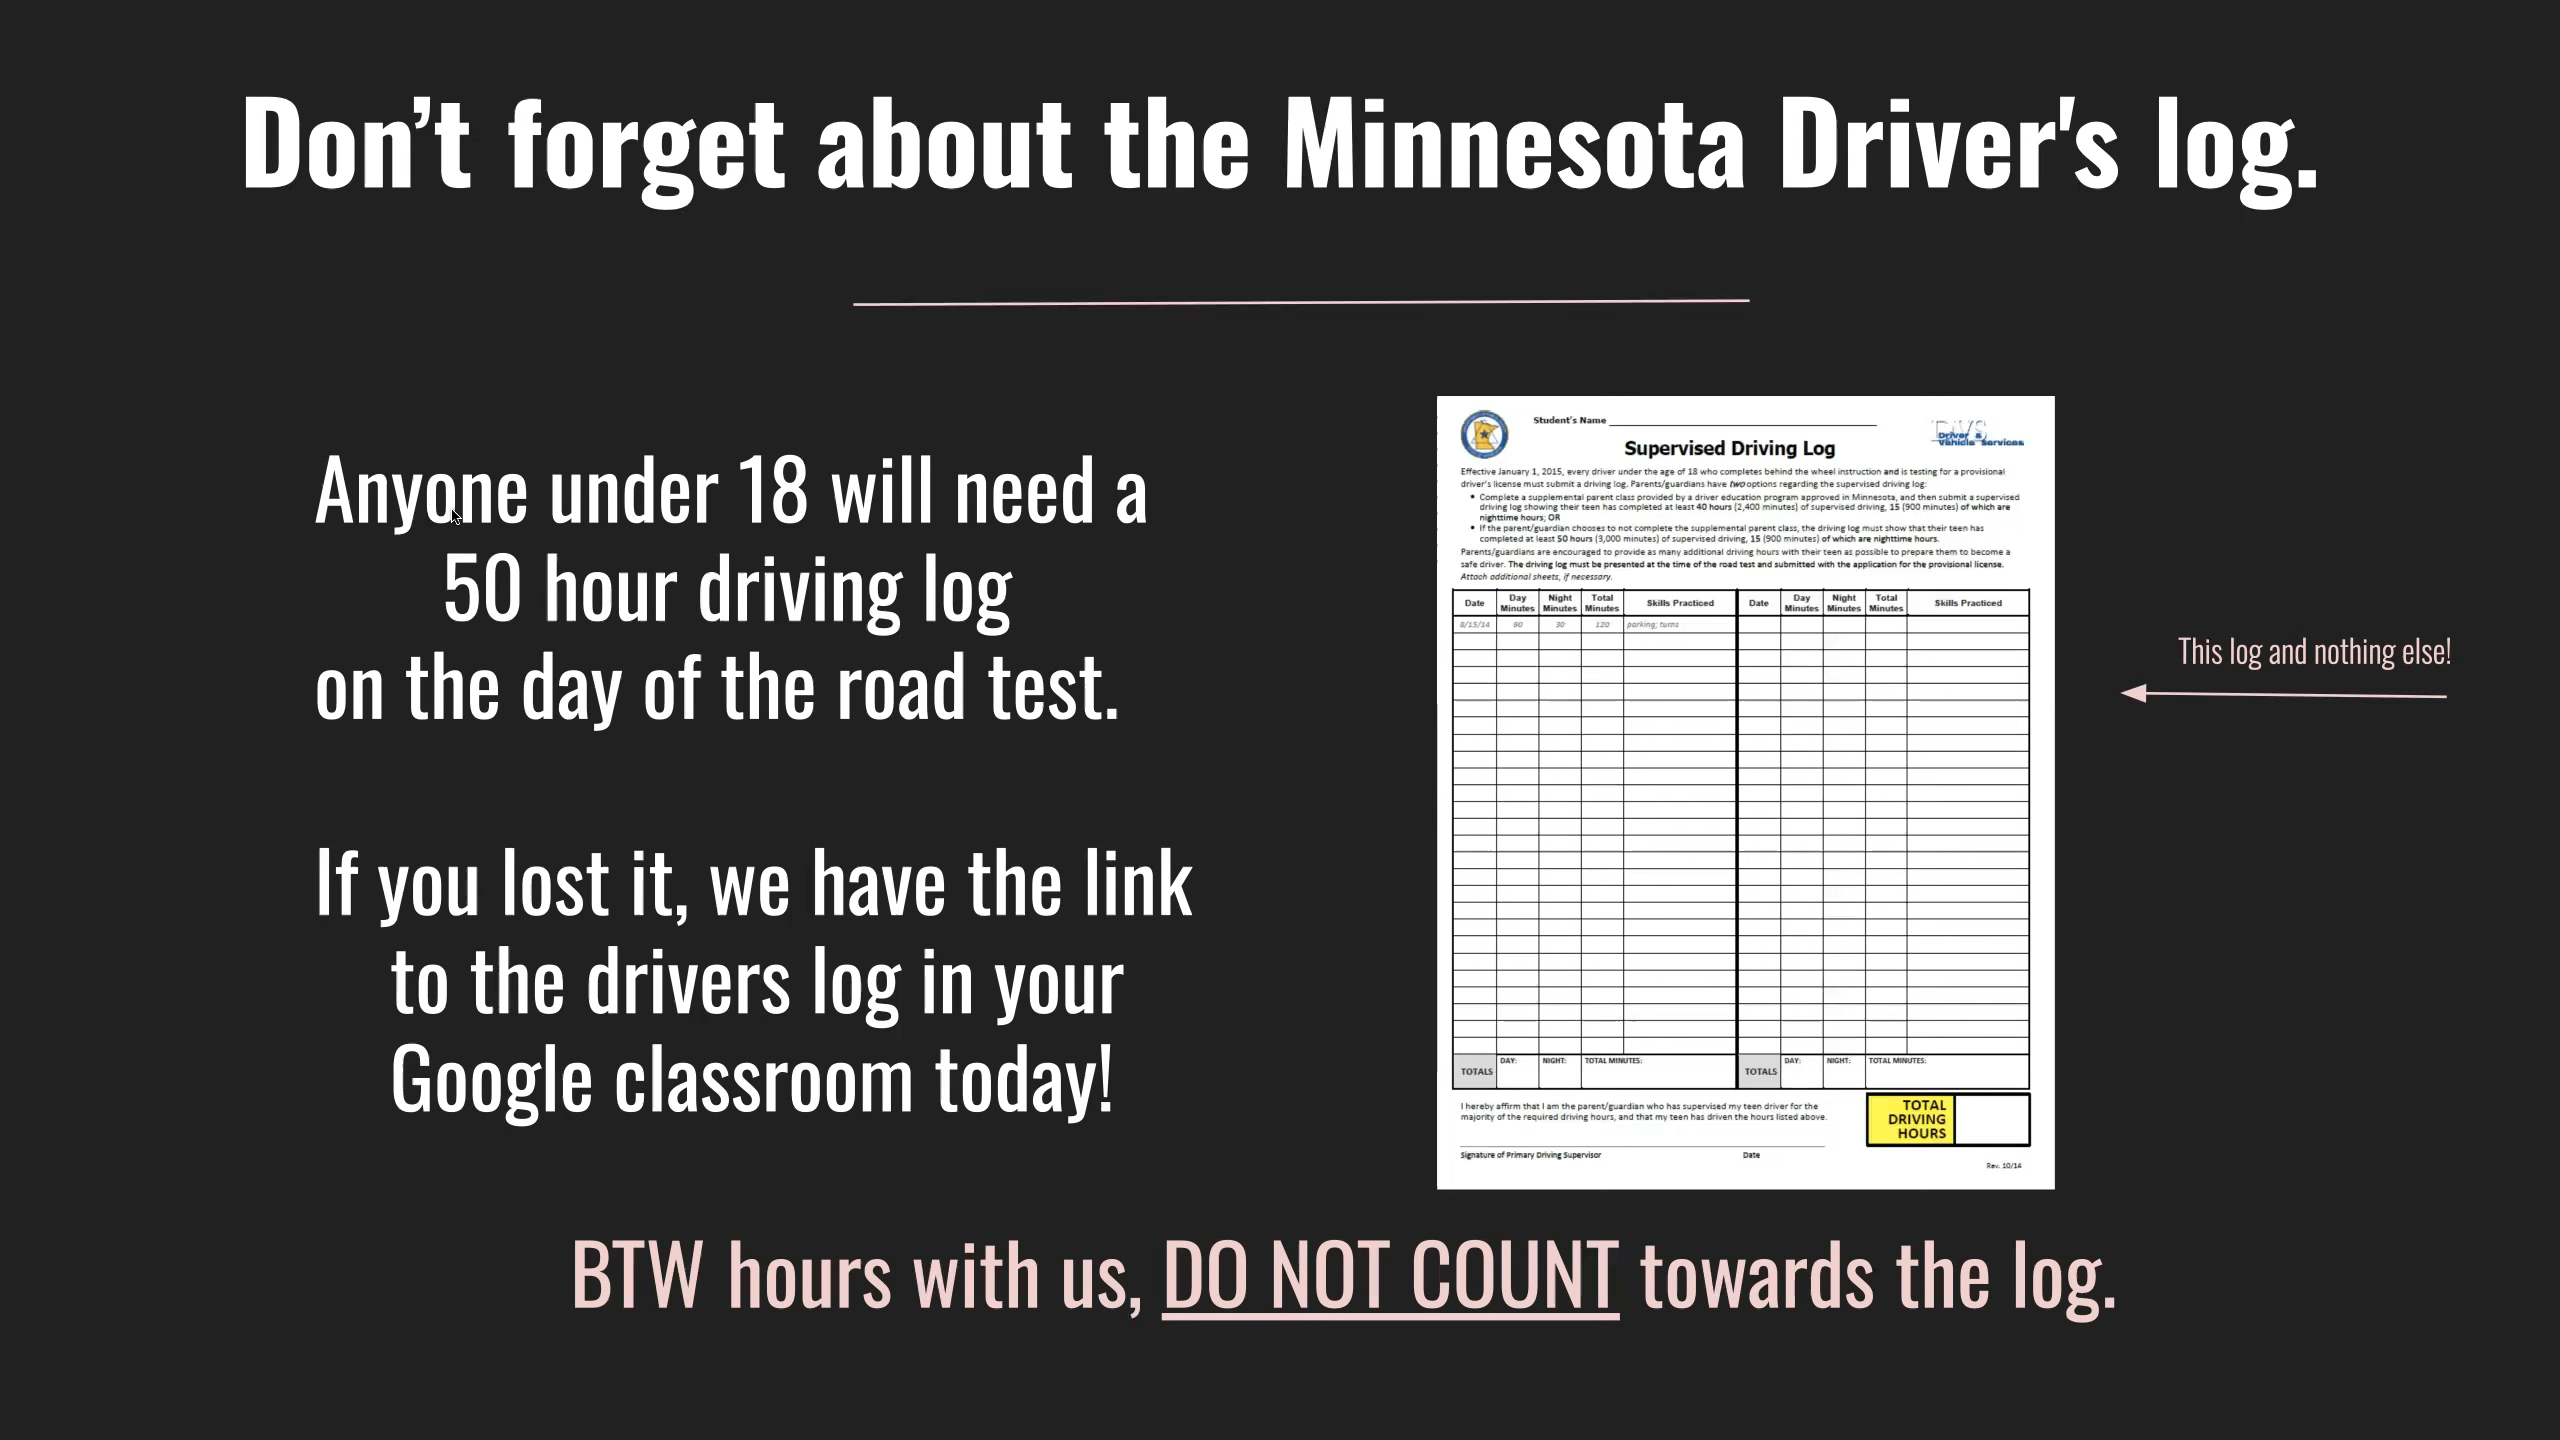 Don’t forget about the Minnesota Driver's log.
Anyone under 18 will need a
50 hour driving log
on the day of the road test.
If you lost it, we have the link
to the drivers log in your
Google classroom today!
Student's Name
Supervised Driving Log
Driver &
Vehicle Services
Effective January 1, 2015, every driver under the age of 18 who completes behind the wheel instruction and is testing for a provisional
driver's license must submit a driving log. Parents/guardians have two options regarding the supervised driving log:
• Complete a supplemental parent class provided by a driver education program approved in Minnesota, and then submit a supervised
driving log showing their teen has completed at least 40 hours (2,400 minutes) of supervised driving, 15 (900 minutes) of which are
nighttime hours; OR
• If the parent/guardian chooses to not complete the supplemental parent class, the driving log must show that their teen has
completed at least 50 hours (3,000 minutes) of supervised driving, 15 (900 minutes) of which are nighttime hours.
Parents/guardians are encouraged to provide as many additional driving hours with their teen as possible to prepare them to become a
safe driver. The driving log must be presented at the time of the road test and submitted with the application for the provisional license.
Attach additional sheets, if necessary.
Date Day Minutes Night Minutes Total Minutes Skills Practiced Date Day Minutes Night Minutes Total Minutes Skills Practiced
8/15/14 90 30 120 parking; turns
TOTALS DAY: NIGHT: TOTAL MINUTES: TOTALS DAY: NIGHT: TOTAL MINUTES:
I hereby affirm that I am the parent/guardian who has supervised my teen driver for the
majority of the required driving hours, and that my teen has driven the hours listed above.
Signature of Primary Driving Supervisor Date
TOTAL
DRIVING
HOURS
Rev. 10/14
This log and nothing else!
BTW hours with us, DO NOT COUNT towards the log.